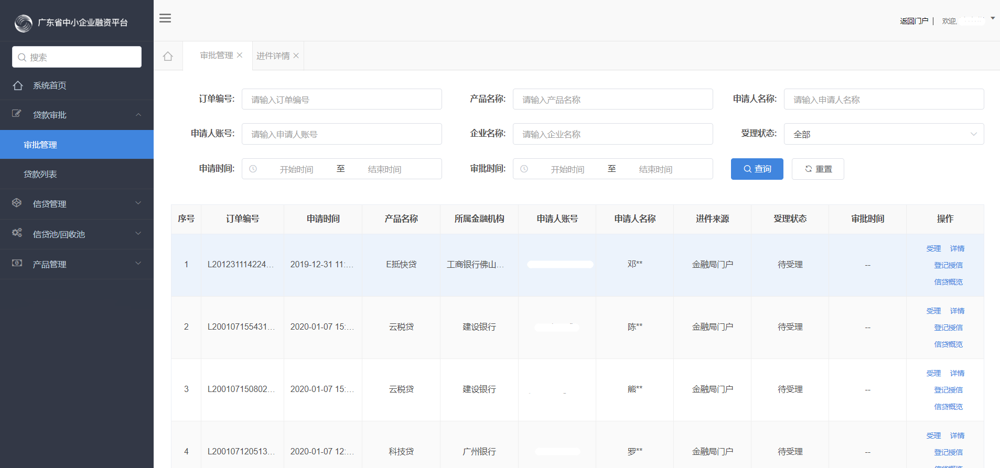 广东省中小企业融资平台
返回门户 | 欢迎,
搜索
系统首页
贷款审批
审批管理
贷款列表
信贷管理
信贷池/回收池
产品管理
审批管理 进件详情
订单编号: 请输入订单编号 产品名称: 请输入产品名称 申请人名称: 请输入申请人名称
申请人账号: 请输入申请人账号 企业名称: 请输入企业名称 受理状态: 全部
申请时间: 开始时间 至 结束时间 审批时间: 开始时间 至 结束时间 查询 重置
序号 订单编号 申请时间 产品名称 所属金融机构 申请人账号 申请人名称 进件来源 受理状态 审批时间 操作
1 L201231114224... 2019-12-31 11:... E抵快贷 工商银行佛山... 邓** 金融局门户 待受理 -- 受理 详情
登记授信
信贷概览
2 L200107155431... 2020-01-07 15:... 云税贷 建设银行 陈** 金融局门户 待受理 -- 受理 详情
登记授信
信贷概览
3 L200107150802... 2020-01-07 15:... 云税贷 建设银行 熊** 金融局门户 待受理 -- 受理 详情
登记授信
信贷概览
4 L200107120513... 2020-01-07 12:... 科技贷 广州银行 罗** 金融局门户 待受理 -- 受理 详情
登记授信